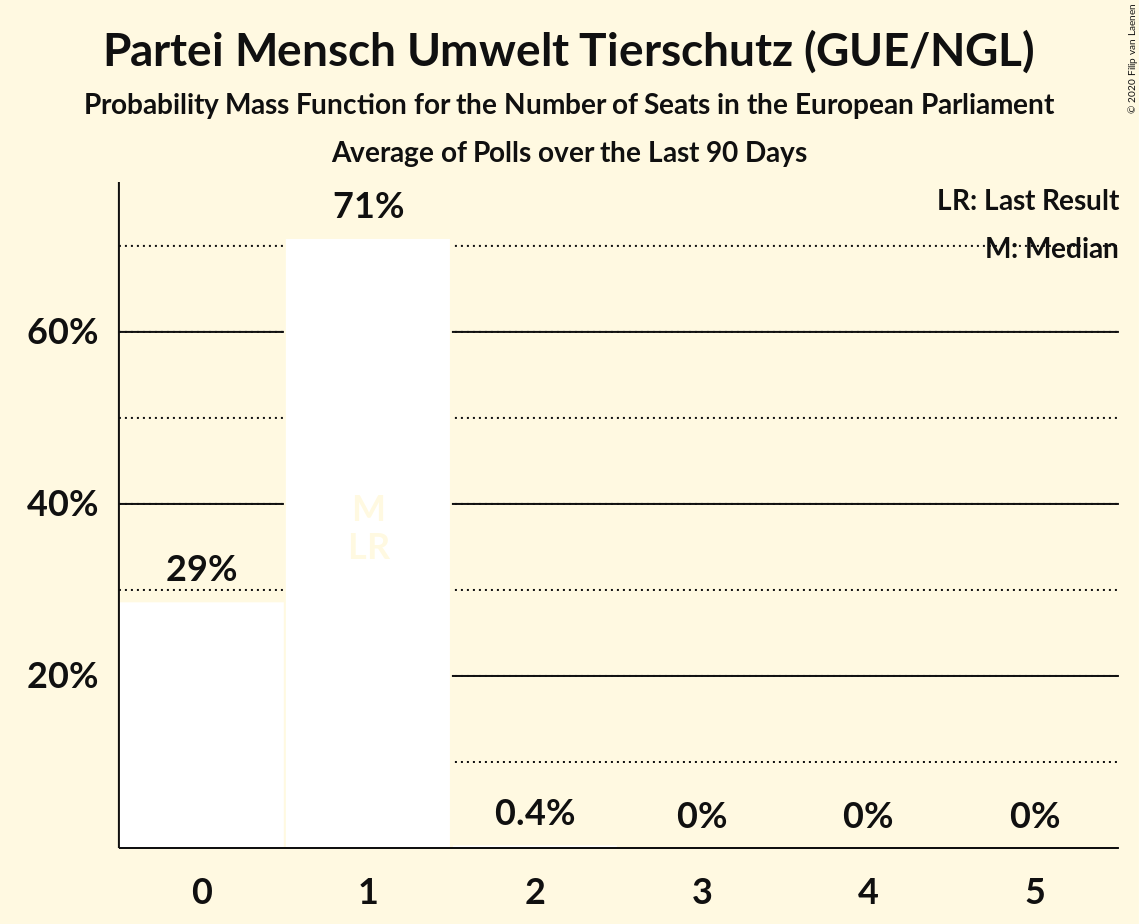 Partei Mensch Umwelt Tierschutz (GUE/NGL)
Probability Mass Function for the Number of Seats in the European Parliament
Average of Polls over the Last 90 Days
© 2020 Filip van Laenen
LR: Last Result
M: Median
71%
60%
40%
M
LR
29%
20%
0.4%
0%
0%
0%
0
1
2
3
4
5